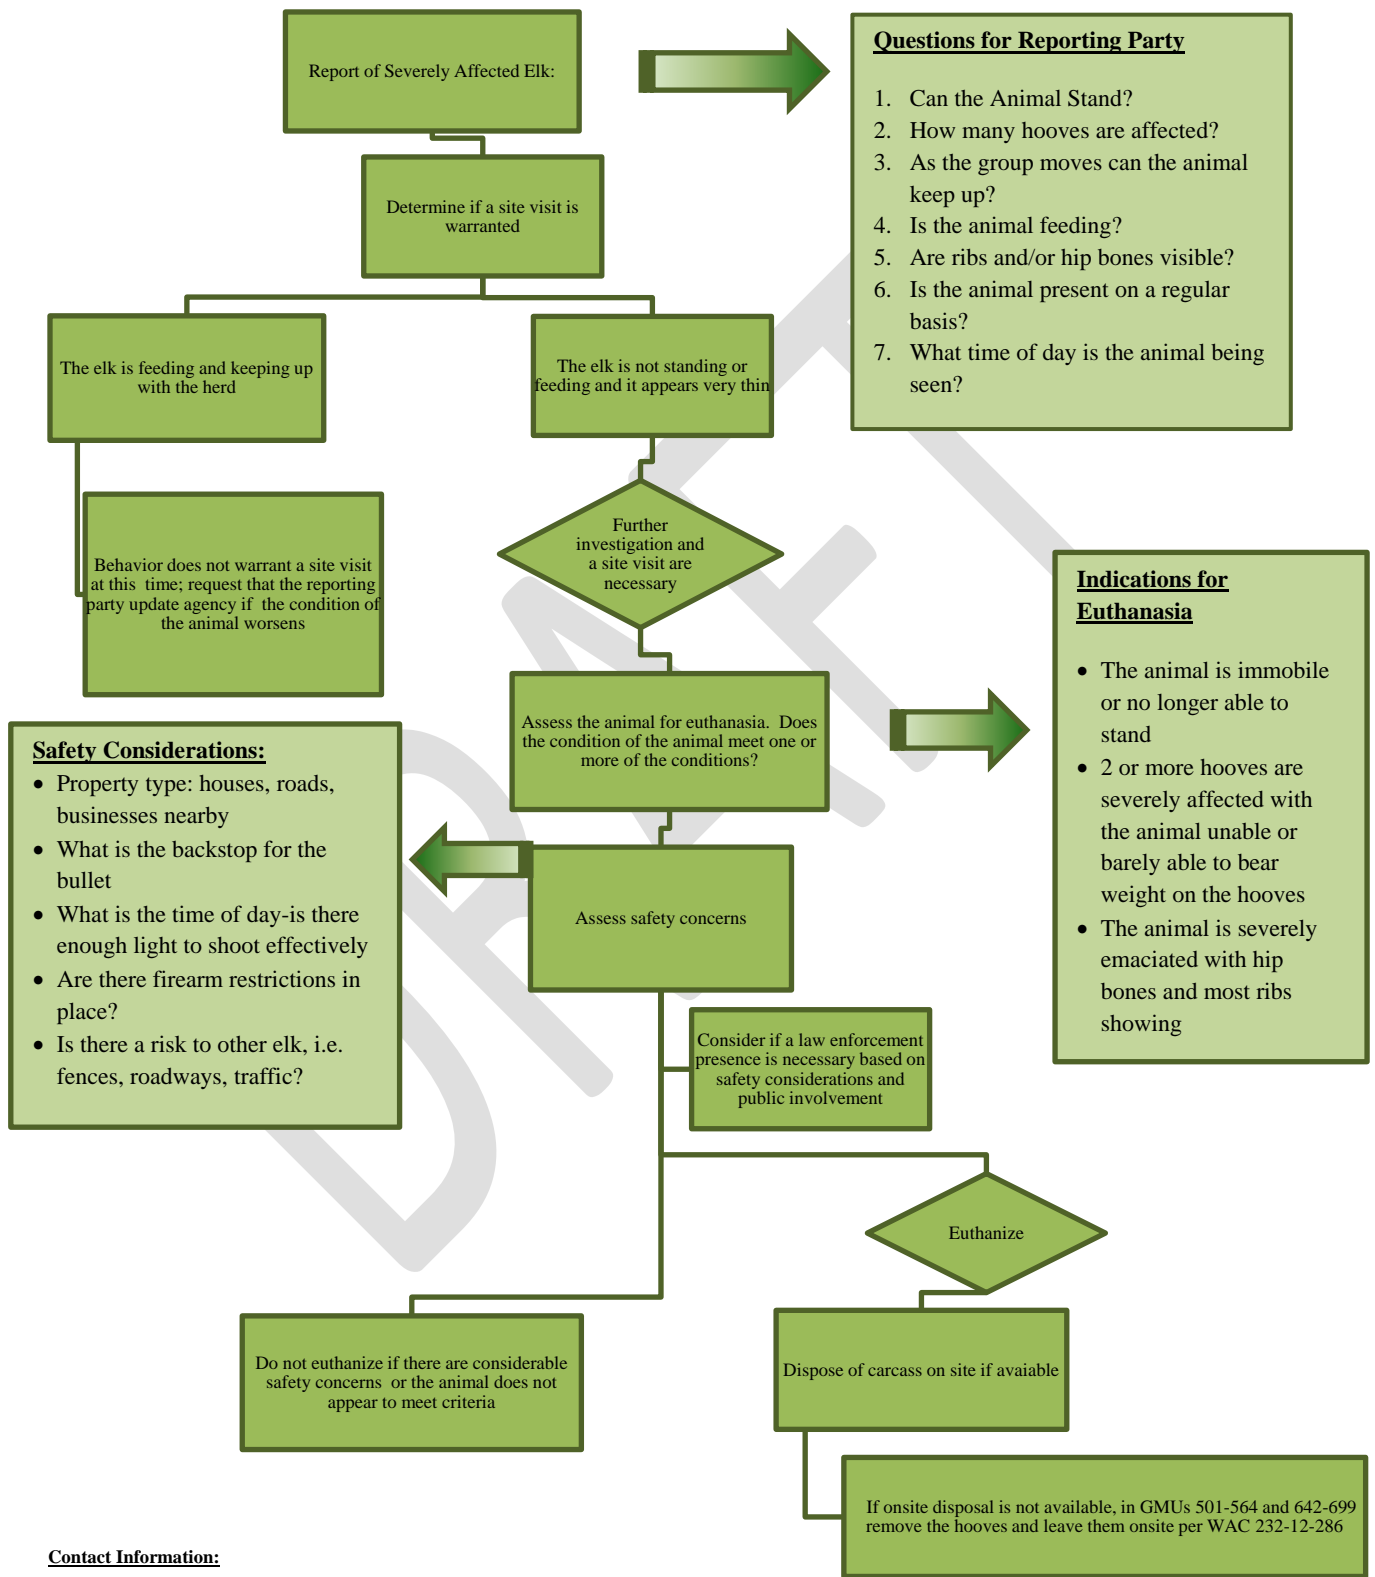 Report of Severely Affected Elk:
Questions for Reporting Party
1. Can the Animal Stand?
2. How many hooves are affected?
3. As the group moves can the animal
keep up?
4. Is the animal feeding?
5. Are ribs and/or hip bones visible?
6. Is the animal present on a regular
basis?
7. What time of day is the animal being
seen?
Determine if a site visit is
warranted
The elk is feeding and keeping up
with the herd
The elk is not standing or
feeding and it appears very thin
Behavior does not warrant a site visit
at this time; request that the reporting
party update agency if the condition of
the animal worsens
Further
investigation and
a site visit are
necessary
Assess the animal for euthanasia. Does
the condition of the animal meet one or
more of the conditions?
Indications for
Euthanasia
• The animal is immobile
or no longer able to
stand
• 2 or more hooves are
severely affected with
the animal unable or
barely able to bear
weight on the hooves
• The animal is severely
emaciated with hip
bones and most ribs
showing
Safety Considerations:
• Property type: houses, roads,
businesses nearby
• What is the backstop for the
bullet
• What is the time of day-is there
enough light to shoot effectively
• Are there firearm restrictions in
place?
• Is there a risk to other elk, i.e.
fences, roadways, traffic?
Assess safety concerns
Consider if a law enforcement
presence is necessary based on
safety considerations and
public involvement
Euthanize
Do not euthanize if there are considerable
safety concerns or the animal does not
appear to meet criteria
Dispose of carcass on site if avaiable
If onsite disposal is not available, in GMUs 501-564 and 642-699
remove the hooves and leave them onsite per WAC 232-12-286
Contact Information:
DRAFT